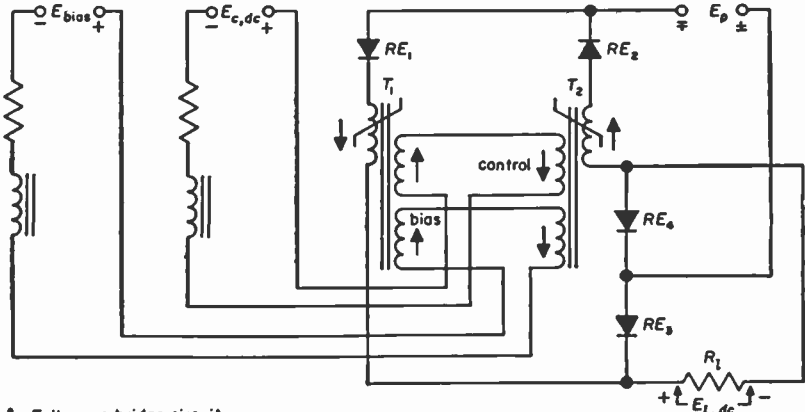 E bias
- +
E c, dc
- +
E p
∓ ±
RE1
RE2
T1
T2
control
bias
RE4
RE3
R l
+ E l, dc -